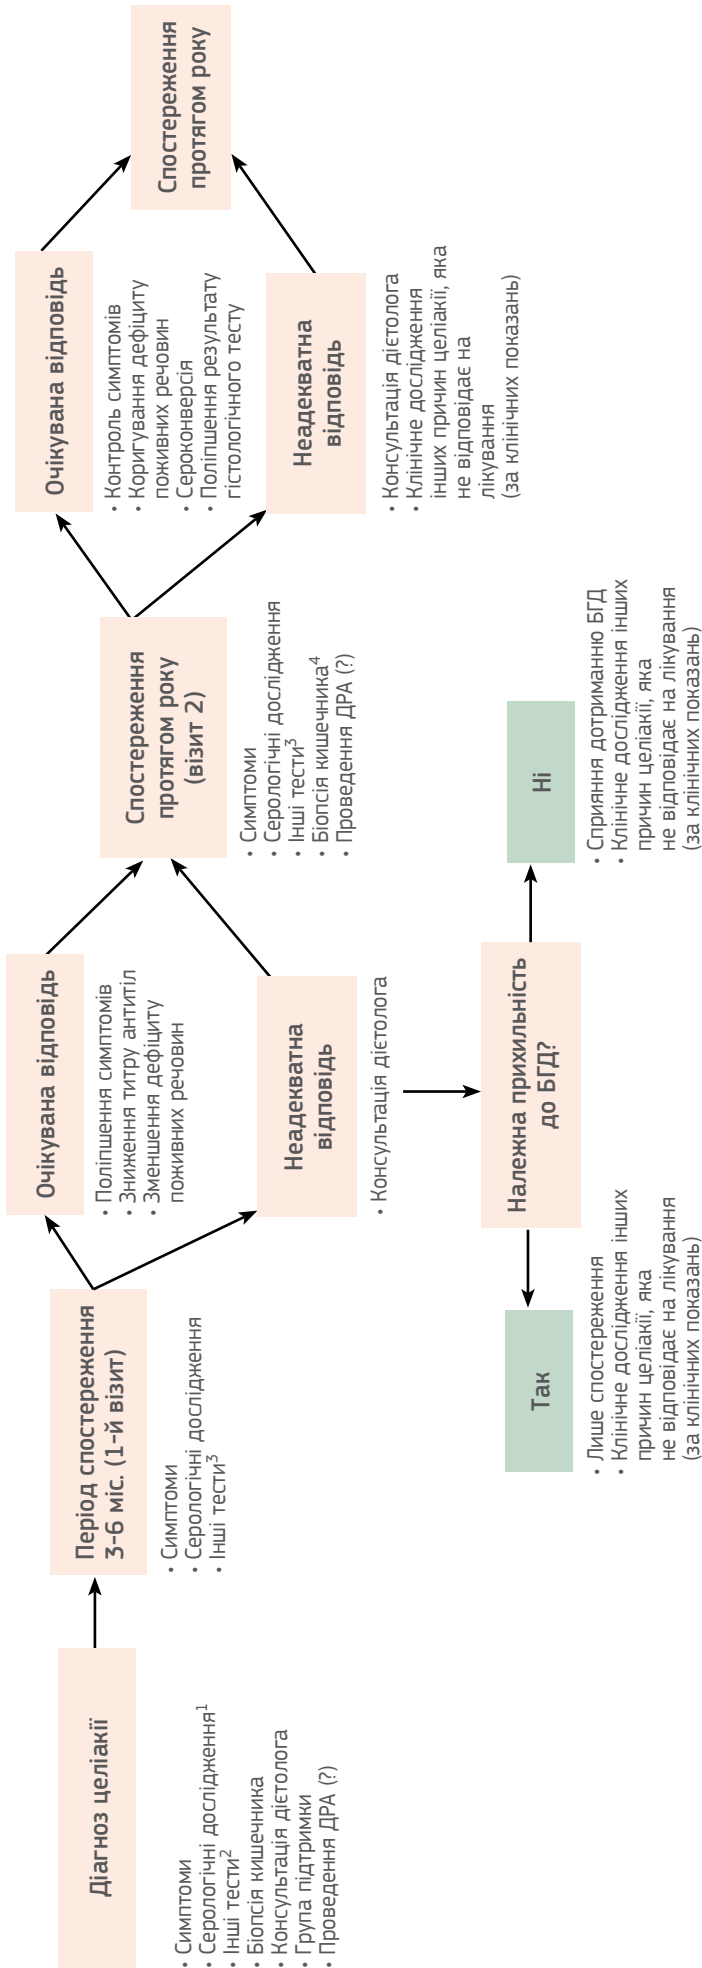 Діагноз целіакії
• Симптоми
• Серологічні дослідження1
• Інші тести2
• Біопсія кишечника
• Консультація дієтолога
• Група підтримки
• Проведення ДРА (?)
Період спостереження
3-6 міс. (1-й візит)
• Симптоми
• Серологічні дослідження
• Інші тести3
Очікувана відповідь
• Поліпшення симптомів
• Зниження титру антитіл
• Зменшення дефіциту
поживних речовин
Неадекватна
відповідь
• Консультація дієтолога
Належна прихильність
до БГД?
Так
• Лише спостереження
• Клінічне дослідження інших
причин целіакії, яка
не відповідає на лікування
(за клінічних показань)
Ні
• Сприяння дотриманню БГД
• Клінічне дослідження інших
причин целіакії, яка
не відповідає на лікування
(за клінічних показань)
Спостереження
протягом року
(візит 2)
• Симптоми
• Серологічні дослідження
• Інші тести3
• Біопсія кишечника4
• Проведення ДРА (?)
Очікувана відповідь
• Контроль симптомів
• Коригування дефіциту
поживних речовин
• Сероконверсія
• Поліпшення результату
гістологічного тесту
Неадекватна
відповідь
• Консультація дієтолога
• Клінічне дослідження
інших причин целіакії, яка
не відповідає на
лікування
(за клінічних показань)
Спостереження
протягом року